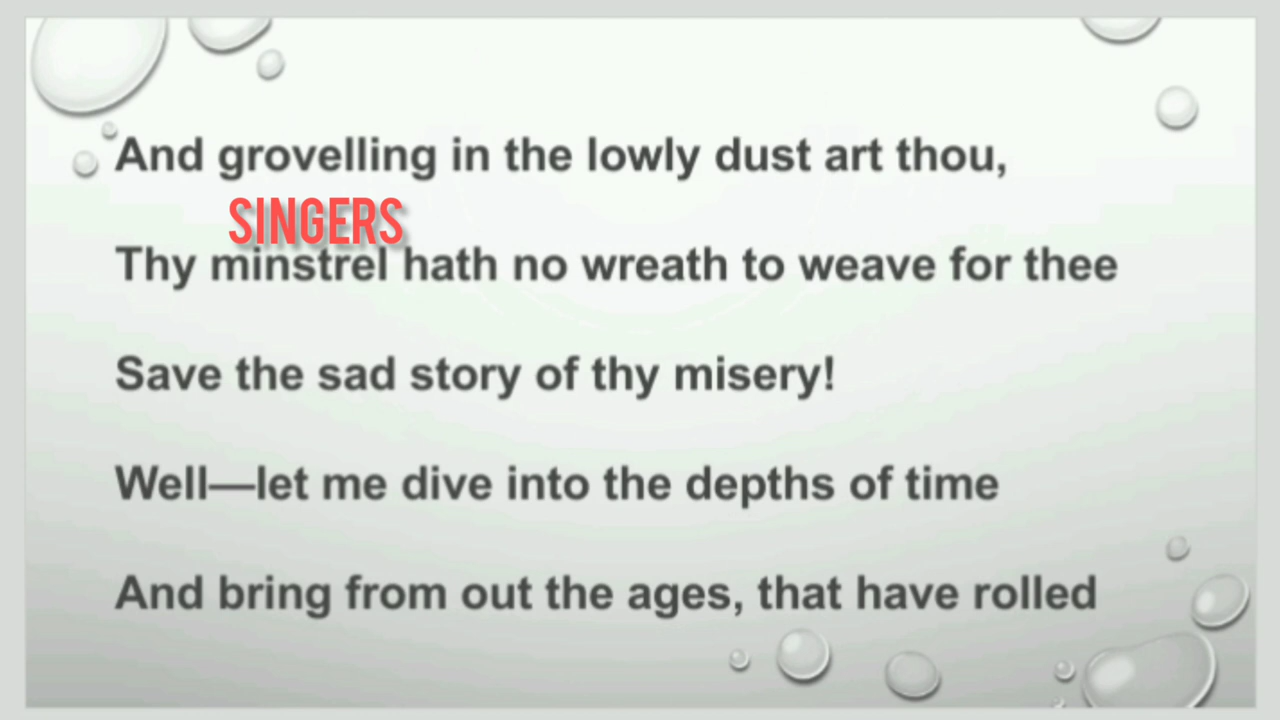 And grovelling in the lowly dust art thou,
SINGERS
Thy minstrel hath no wreath to weave for thee
Save the sad story of thy misery!
Well—let me dive into the depths of time
And bring from out the ages, that have rolled